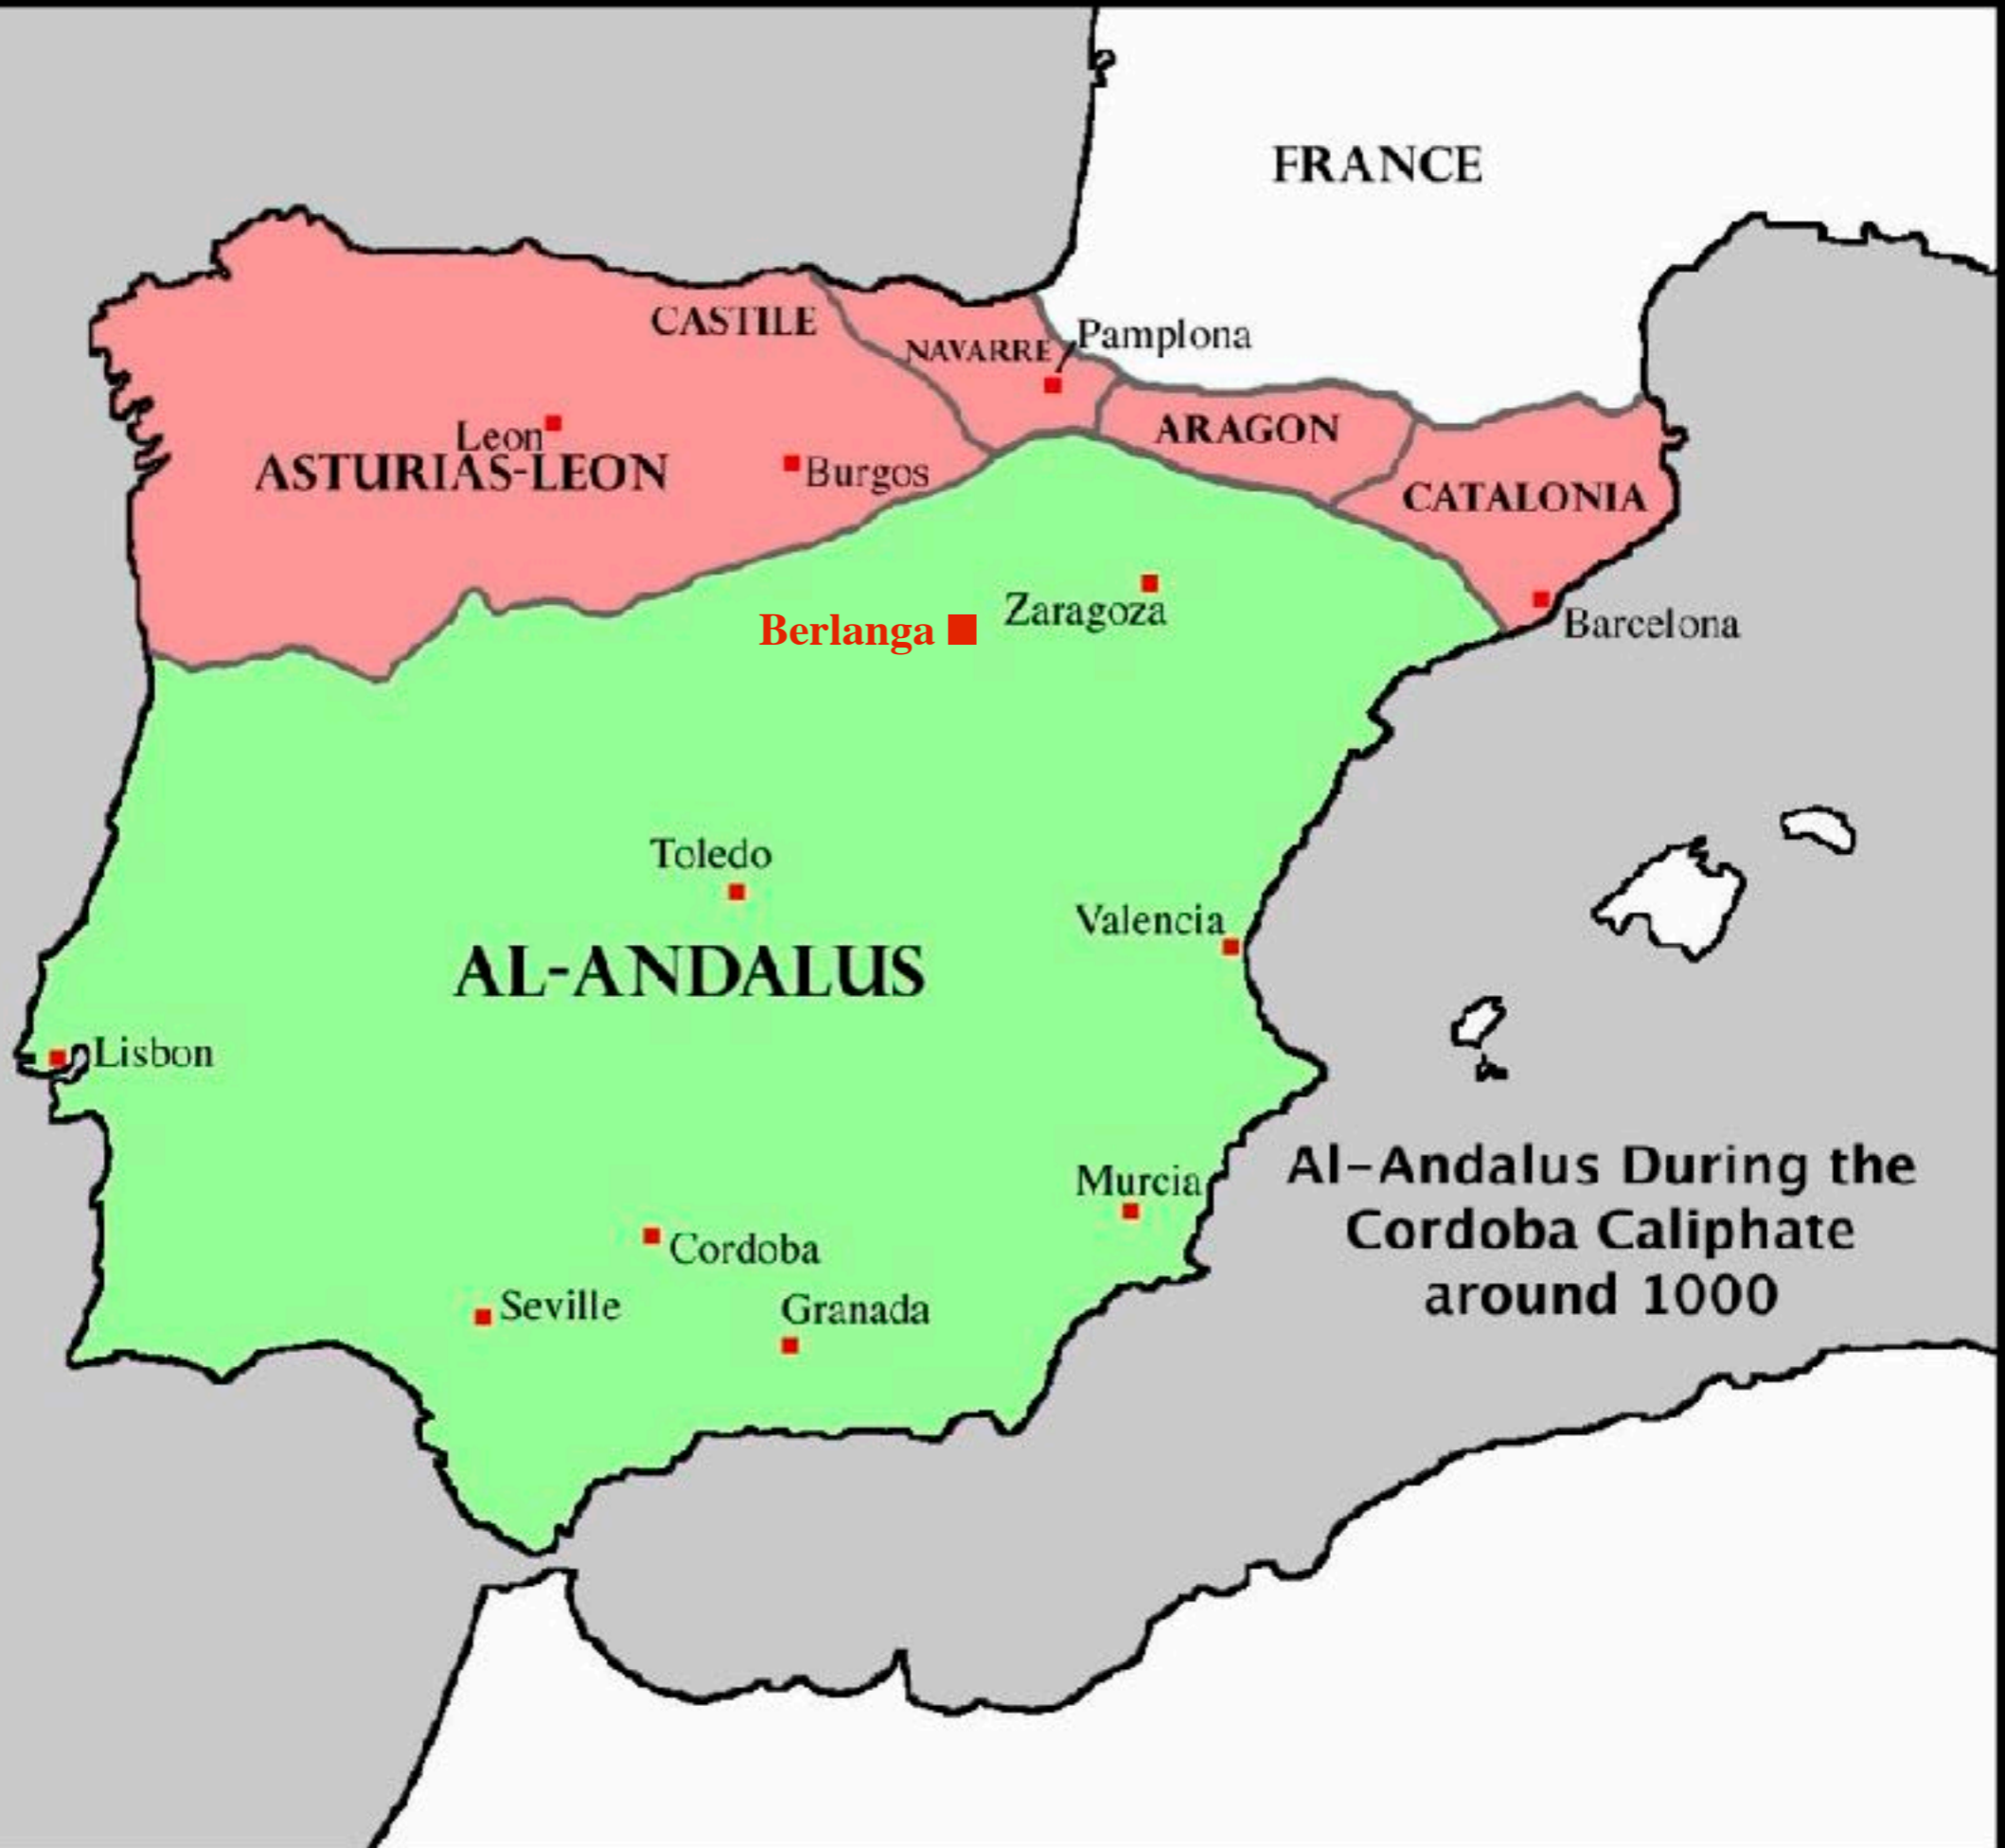 FRANCE
CASTILE
NAVARRE
Pamplona
Leon
ASTURIAS-LEON
Burgos
ARAGON
CATALONIA
Zaragoza
Berlanga
Barcelona
Toledo
Valencia
AL-ANDALUS
Lisbon
Murcia
Cordoba
Seville
Granada
Al-Andalus During the
Cordoba Caliphate
around 1000